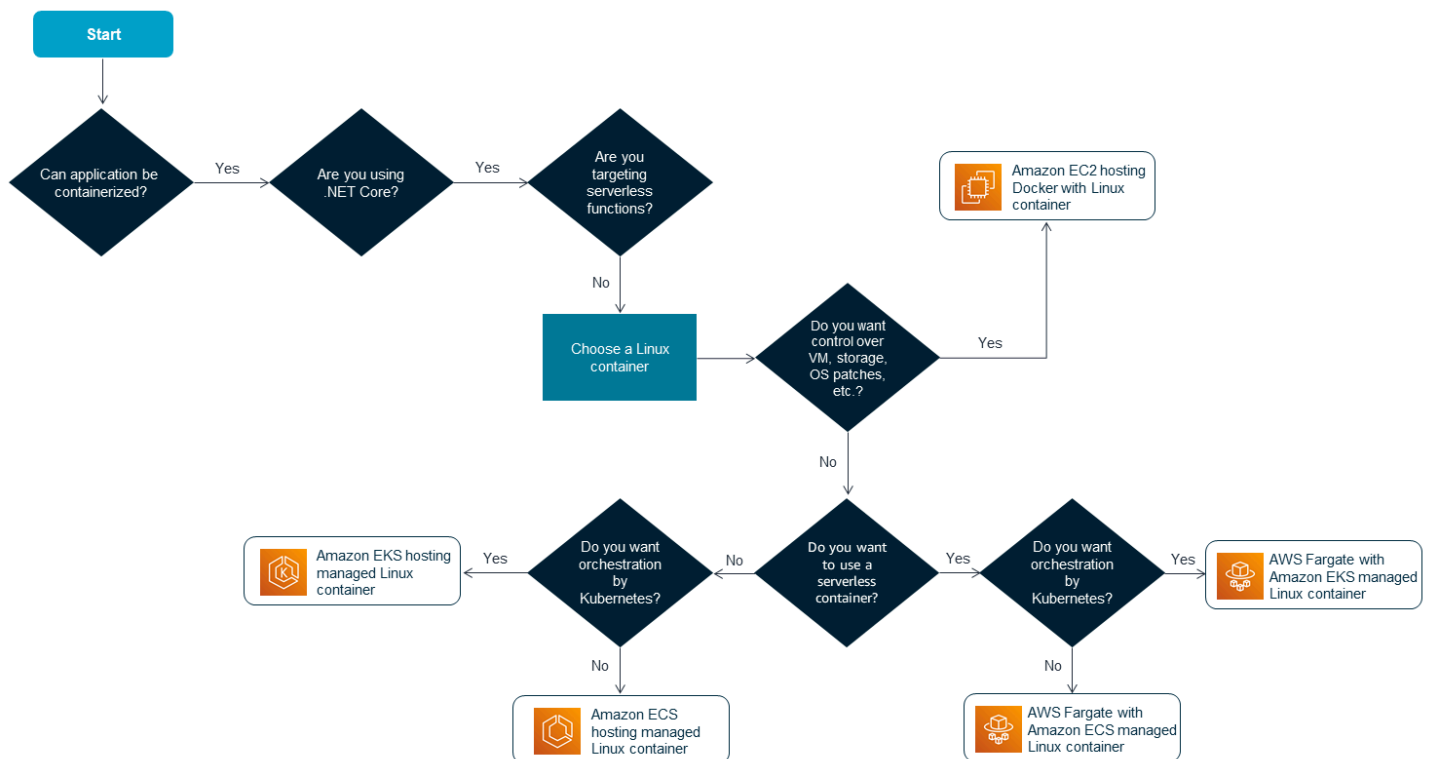 Start
Can application be
containerized?
Yes
Are you using
.NET Core?
Yes
Are you
targeting
serverless
functions?
No
Choose a Linux
container
Do you want
control over
VM, storage,
OS patches,
etc.?
Yes
Amazon EC2 hosting
Docker with Linux
container
No
Do you want
to use a
serverless
container?
No
Do you want
orchestration
by
Kubernetes?
Yes
Amazon EKS hosting
managed Linux
container
K
No
Amazon ECS
hosting managed
Linux container
Yes
Do you want
orchestration
by
Kubernetes?
Yes
AWS Fargate with
Amazon EKS managed
Linux container
No
AWS Fargate with
Amazon ECS managed
Linux container